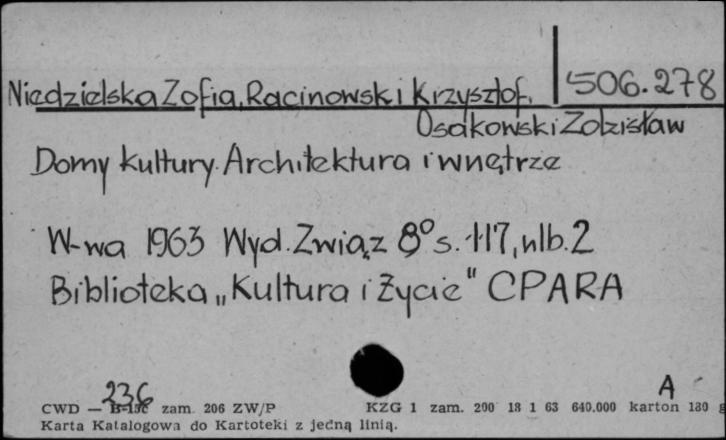 506.278
Niedzielska Zofia, Racinowski Krzysztof,
Osakowski Zdzisław
Domy kultury. Architektura i wnętrze
W-wa 1963 Wyd. Związ 8° s. 117, nlb. 2
Biblioteka „Kultura i Życie" CPARA
236 A
CWD — zam. 206 ZW/P KZG 1 zam. 200 18 1 63 640.000 karton 180 g
Karta Katalogowa do Kartoteki z jedną linią.